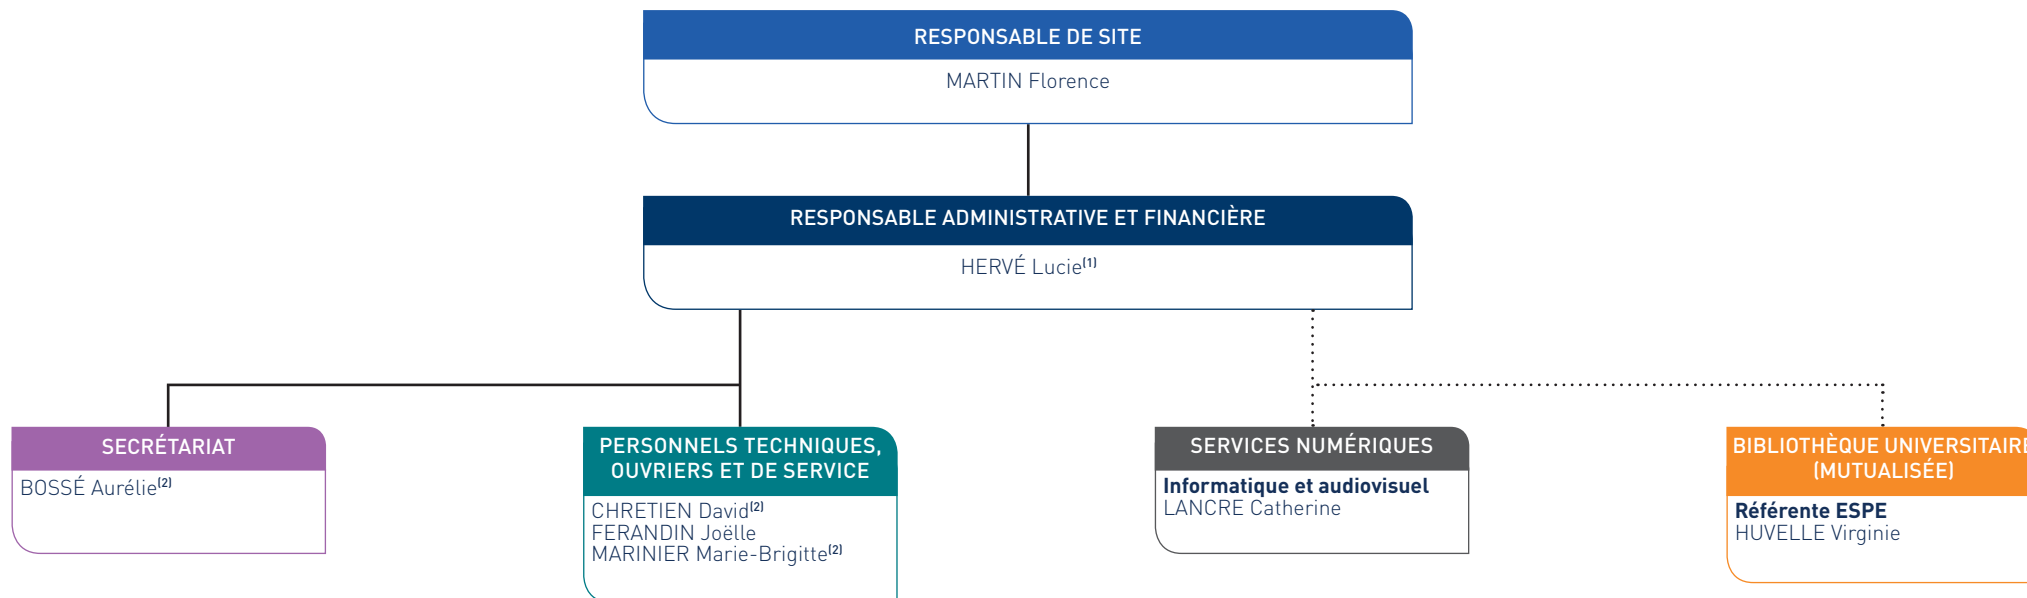 RESPONSABLE DE SITE
MARTIN Florence
RESPONSABLE ADMINISTRATIVE ET FINANCIÈRE
HERVÉ Lucie(1)
SECRÉTARIAT
BOSSÉ Aurélie(2)
PERSONNELS TECHNIQUES,
OUVRIERS ET DE SERVICE
CHRETIEN David(2)
FERANDIN Joëlle
MARINIER Marie-Brigitte(2)
SERVICES NUMÉRIQUES
Informatique et audiovisuel
LANCRE Catherine
BIBLIOTHÈQUE UNIVERSITAIRE
(MUTUALISÉE)
Référente ESPE
HUVELLE Virginie